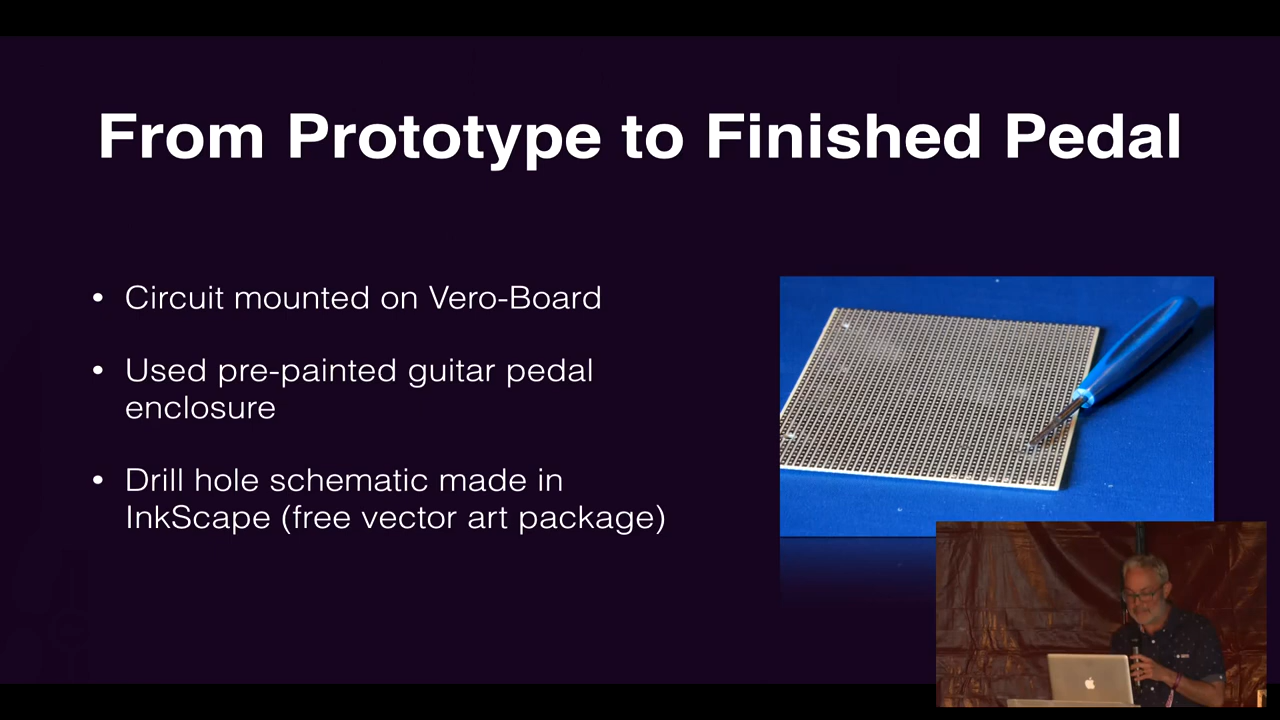 From Prototype to Finished Pedal
• Circuit mounted on Vero-Board
• Used pre-painted guitar pedal
enclosure
• Drill hole schematic made in
InkScape (free vector art package)